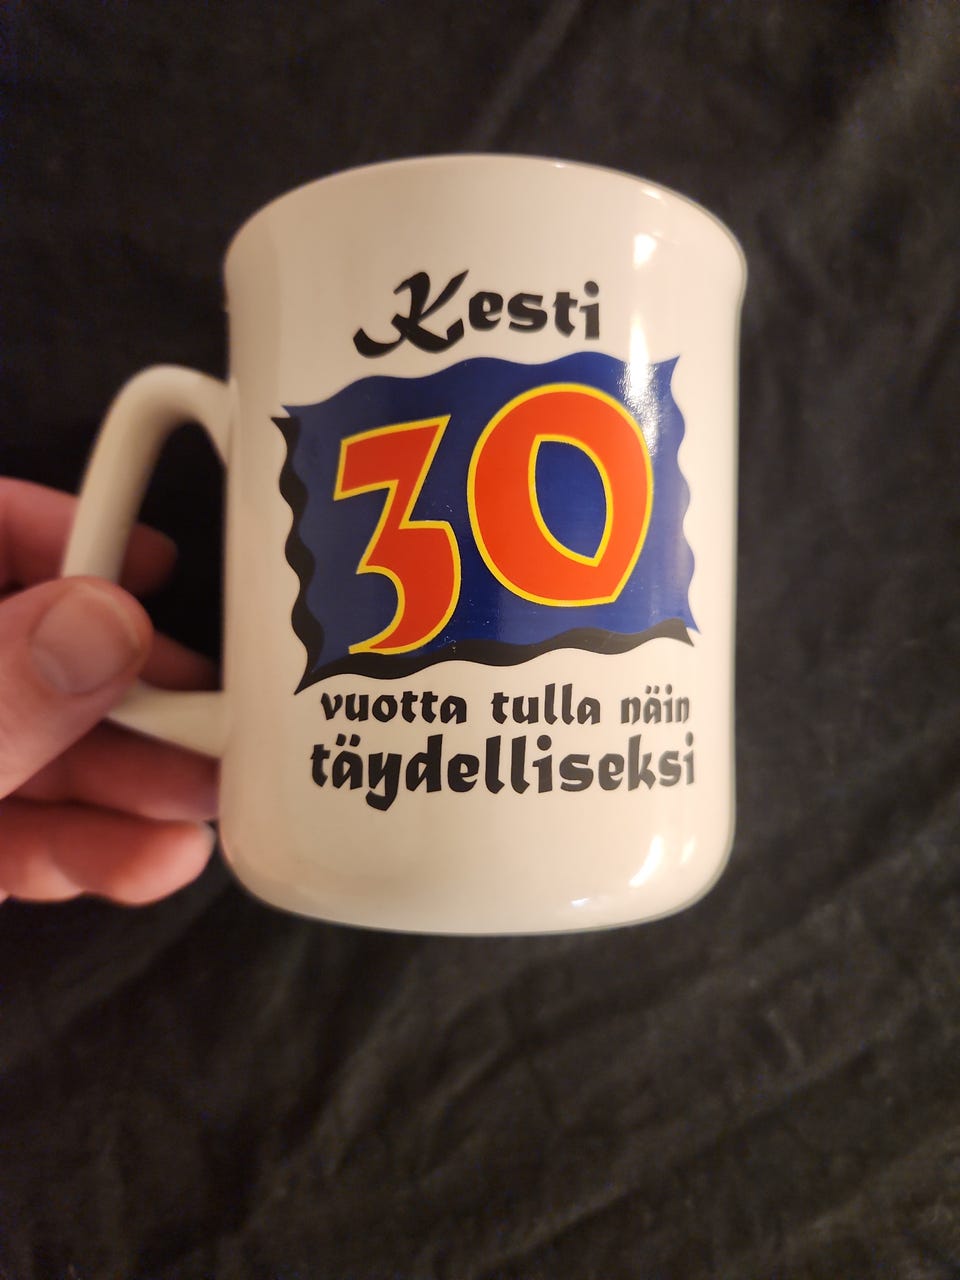 Kesti
30
vuotta tulla näin
täydelliseksi